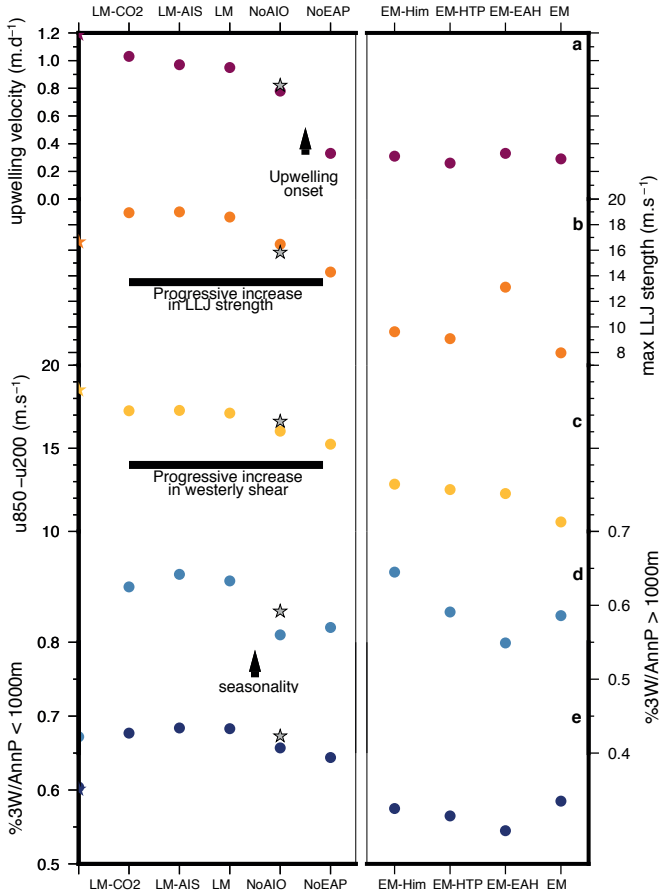 LM-CO2 LM-AIS LM NoAIO NoEAP EM-Him EM-HTP EM-EAH EM
upwelling velocity (m.d⁻¹)
1.2
1.0
0.8
0.6
0.4
0.2
0.0
a
Upwelling
onset
b
20
18
16
14
12
10
8
max LLJ stength (m.s⁻¹)
Progressive increase
in LLJ strength
u850–u200 (m.s⁻¹)
20
15
10
c
Progressive increase
in westerly shear
d
0.7
0.6
0.5
0.4
%3W/AnnP > 1000m
seasonality
%3W/AnnP < 1000m
0.8
0.7
0.6
0.5
e
LM-CO2 LM-AIS LM NoAIO NoEAP EM-Him EM-HTP EM-EAH EM